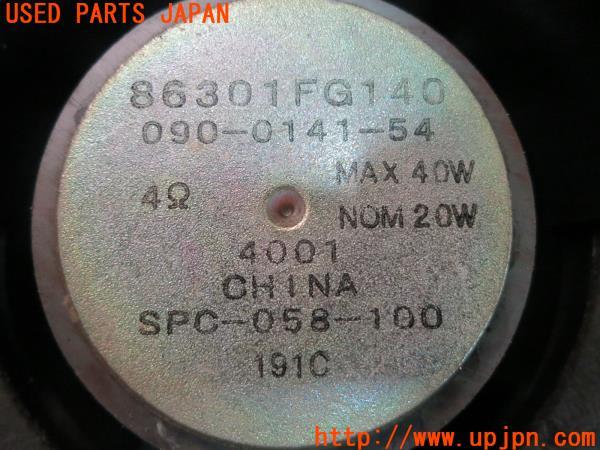 USED PARTS JAPAN
86301FG140
090-0141-54
4Ω
MAX 40W
NOM 20W
4001
CHINA
SPC-058-100
191C
http:// www.upjpn.com